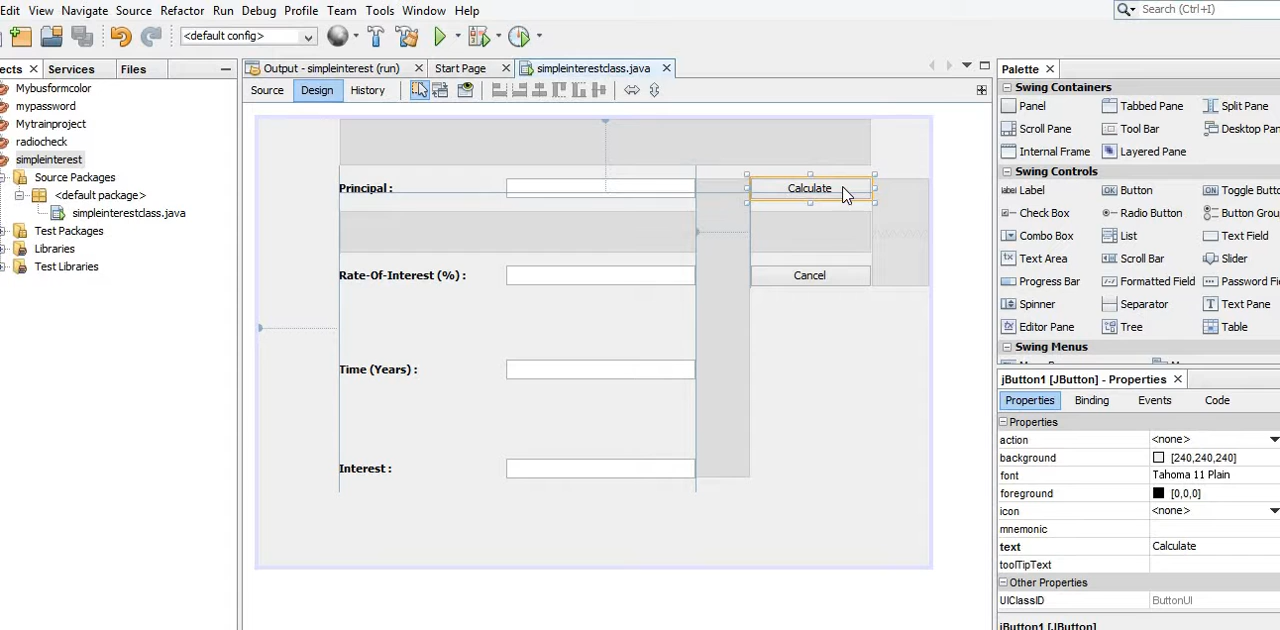 Edit View Navigate Source Refactor Run Debug Profile Team Tools Window Help
Search (Ctrl+I)
<default config>
Services Files
Output - simpleinterest (run) Start Page simpleinterestclass.java
Source Design History
Mybusformcolor
mypassword
Mytrainproject
radiocheck
simpleinterest
Source Packages
<default package>
simpleinterestclass.java
Test Packages
Libraries
Test Libraries
Principal :
Calculate
Rate-Of-Interest (%) :
Cancel
Time (Years) :
Interest :
Palette
Swing Containers
Panel Tabbed Pane Split Pane
Scroll Pane Tool Bar Desktop Pan
Internal Frame Layered Pane
Swing Controls
label Label ON Button ON Toggle Butto
Check Box Radio Button Button Grou
Combo Box List Text Field
Text Area Scroll Bar Slider
Progress Bar Formatted Field Password Fie
Spinner Separator T Text Pane
Editor Pane Tree Table
Swing Menus
jButton1 [JButton] - Properties
Properties Binding Events Code
Properties
action <none>
background [240,240,240]
font Tahoma 11 Plain
foreground [0,0,0]
icon <none>
mnemonic
text Calculate
toolTipText
Other Properties
UIClassID ButtonUI
jButton1 [JButton]